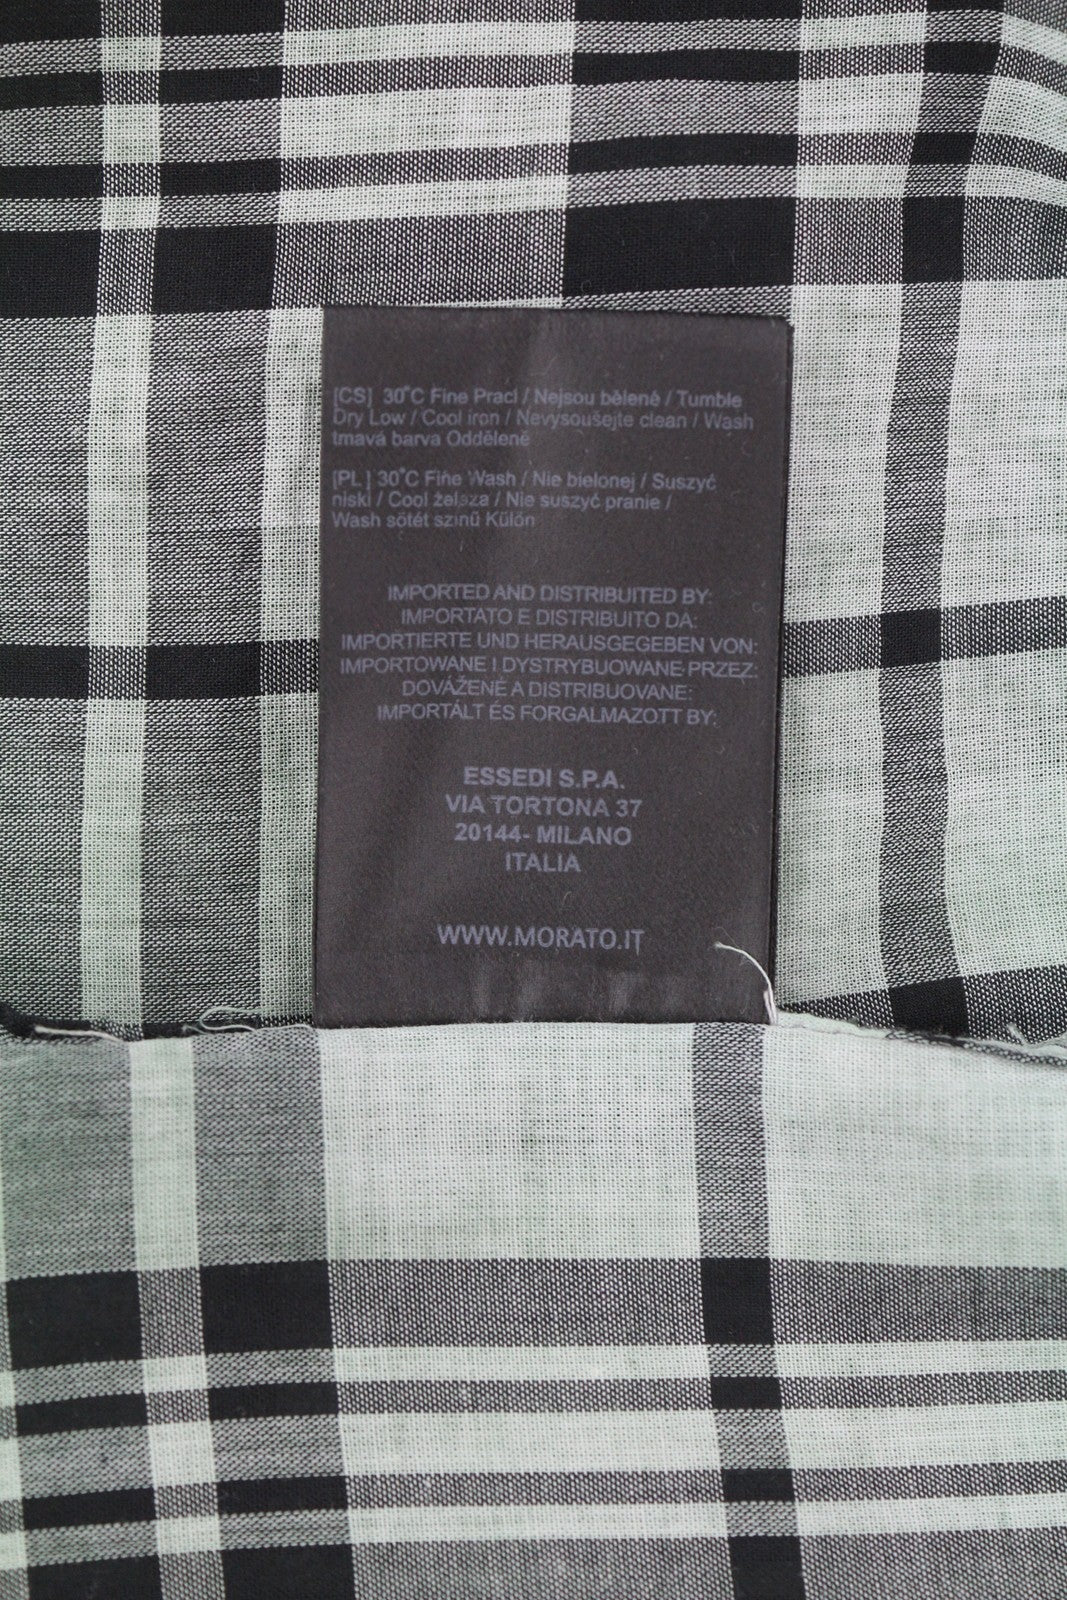 [CS] 30°C Fine Prací / Nejsou bělené / Tumble
Dry Low / Cool iron / Nevysoušejte clean / Wash
tmavá barva Oddělené
[PL] 30°C Fine Wash / Nie bielonej / Suszyć
niski / Cool żelaza / Nie suszyć pranie /
Wash sötét színű Külön
IMPORTED AND DISTRIBUITED BY:
IMPORTATO E DISTRIBUITO DA:
IMPORTIERTE UND HERAUSGEGEBEN VON:
IMPORTOWANE I DYSTRYBUOWANE PRZEZ:
DOVÁŽENÉ A DISTRIBUOVANE:
IMPORTÁLT ÉS FORGALMAZOTT BY:
ESSEDI S.P.A.
VIA TORTONA 37
20144- MILANO
ITALIA
WWW.MORATO.IT